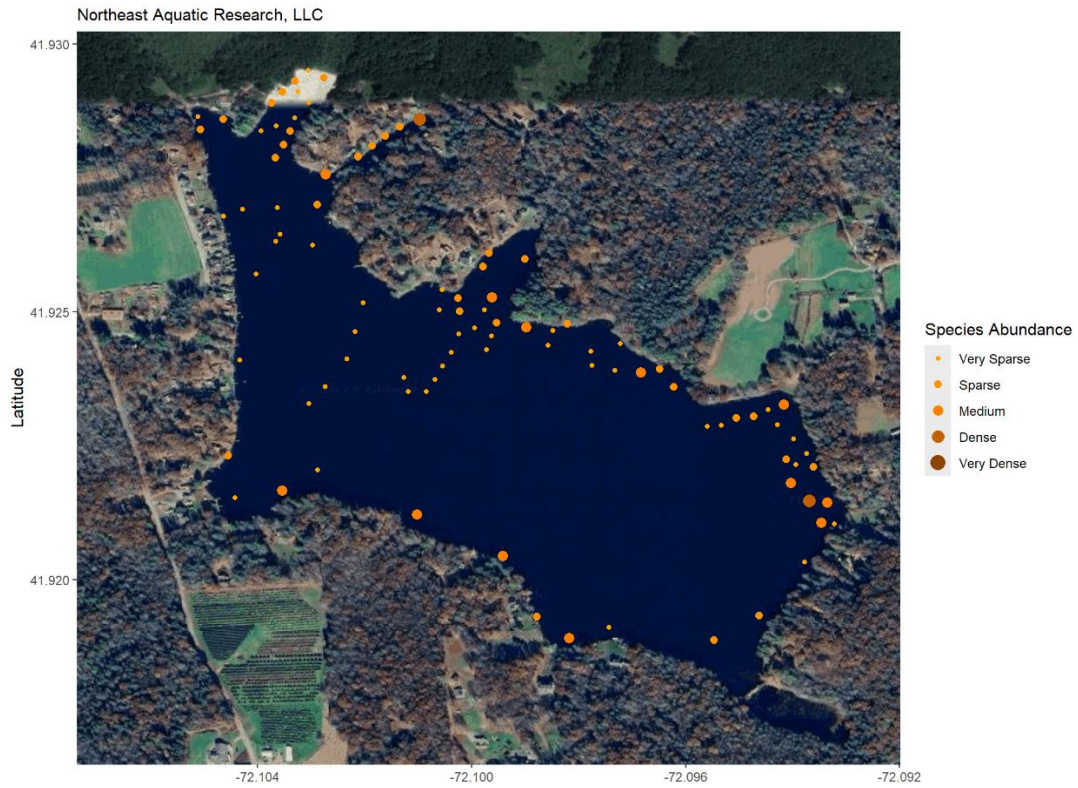 Northeast Aquatic Research, LLC
41.930
41.925
41.920
Latitude
-72.104
-72.100
-72.096
-72.092
Species Abundance
Very Sparse
Sparse
Medium
Dense
Very Dense